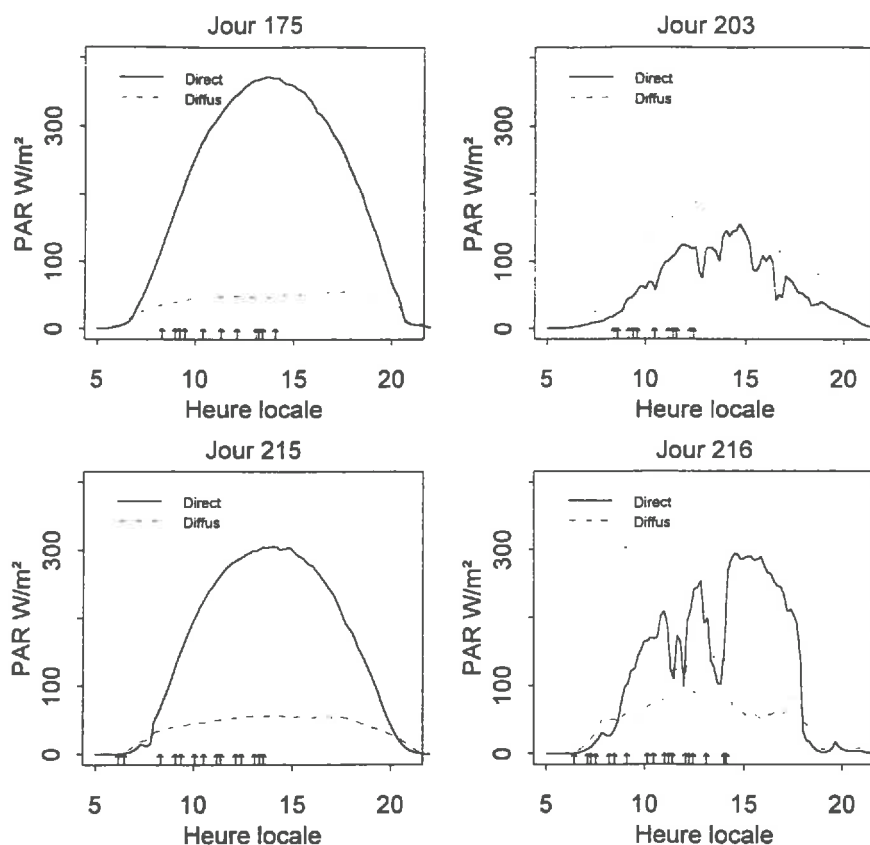 Jour 175
Direct
Diffus
PAR W/m²
300
100
0
5 10 15 20
Heure locale
Jour 203
Direct
Diffus
PAR W/m²
300
100
0
5 10 15 20
Heure locale
Jour 215
Direct
Diffus
PAR W/m²
300
100
0
5 10 15 20
Heure locale
Jour 216
Direct
Diffus
PAR W/m²
300
100
0
5 10 15 20
Heure locale